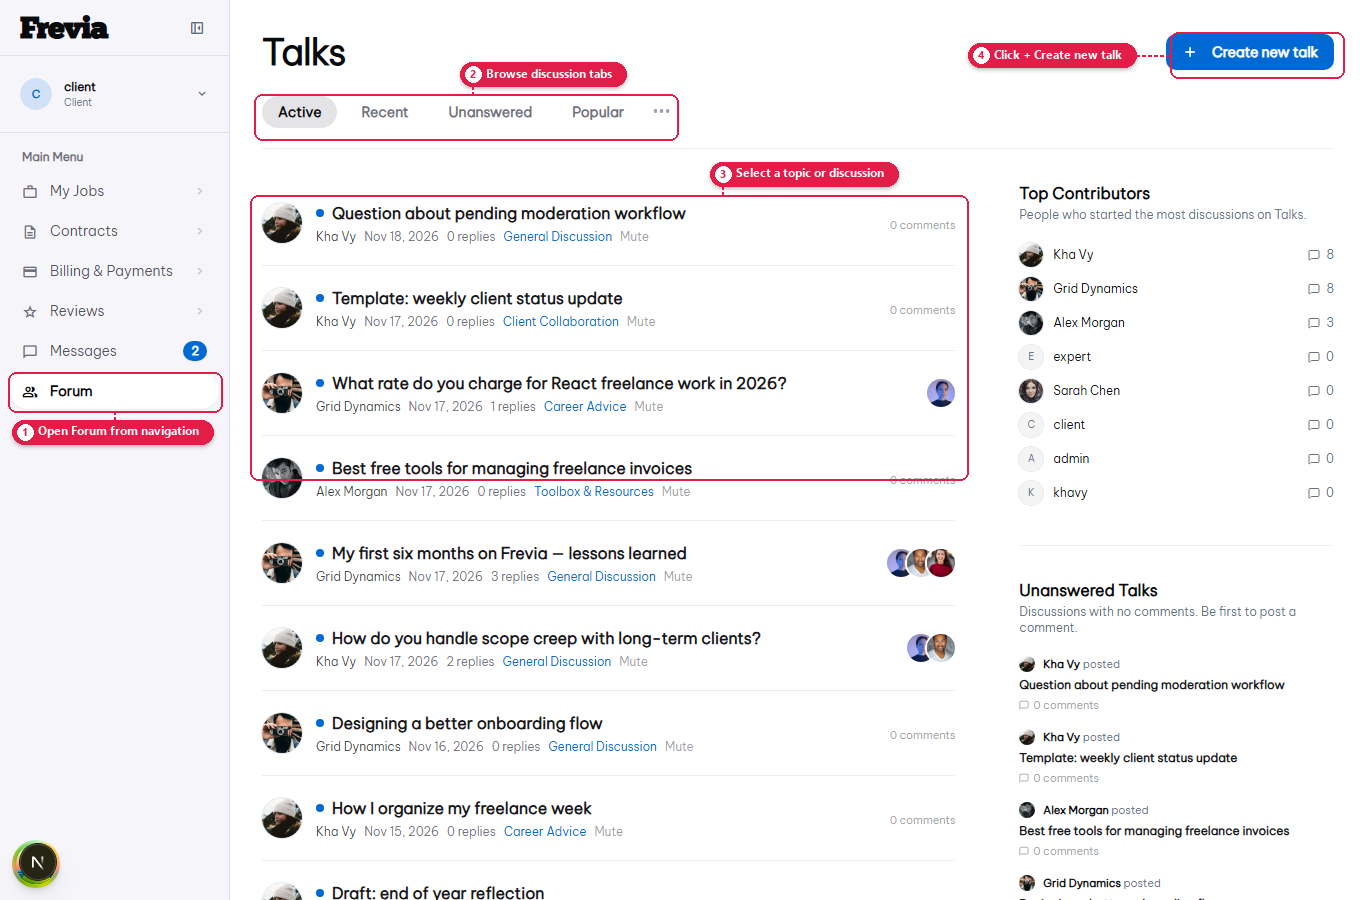 Frevia
C
client
Client
Main Menu
My Jobs
Contracts
Billing & Payments
Reviews
Messages
2
Forum
1 Open Forum from navigation
N
Talks
2 Browse discussion tabs
4 Click + Create new talk
+ Create new talk
Active
Recent
Unanswered
Popular
•••
3 Select a topic or discussion
Question about pending moderation workflow
Kha Vy Nov 18, 2026 0 replies General Discussion Mute
0 comments
Template: weekly client status update
Kha Vy Nov 17, 2026 0 replies Client Collaboration Mute
0 comments
What rate do you charge for React freelance work in 2026?
Grid Dynamics Nov 17, 2026 1 replies Career Advice Mute
Best free tools for managing freelance invoices
Alex Morgan Nov 17, 2026 0 replies Toolbox & Resources Mute
0 comments
My first six months on Frevia — lessons learned
Grid Dynamics Nov 17, 2026 3 replies General Discussion Mute
How do you handle scope creep with long-term clients?
Kha Vy Nov 17, 2026 2 replies General Discussion Mute
Designing a better onboarding flow
Grid Dynamics Nov 16, 2026 0 replies General Discussion Mute
0 comments
How I organize my freelance week
Kha Vy Nov 15, 2026 0 replies Career Advice Mute
0 comments
Draft: end of year reflection
Top Contributors
People who started the most discussions on Talks.
Kha Vy 8
Grid Dynamics 8
Alex Morgan 3
E expert 0
Sarah Chen 0
C client 0
A admin 0
K khavy 0
Unanswered Talks
Discussions with no comments. Be first to post a
comment.
Kha Vy posted
Question about pending moderation workflow
0 comments
Kha Vy posted
Template: weekly client status update
0 comments
Alex Morgan posted
Best free tools for managing freelance invoices
0 comments
Grid Dynamics posted